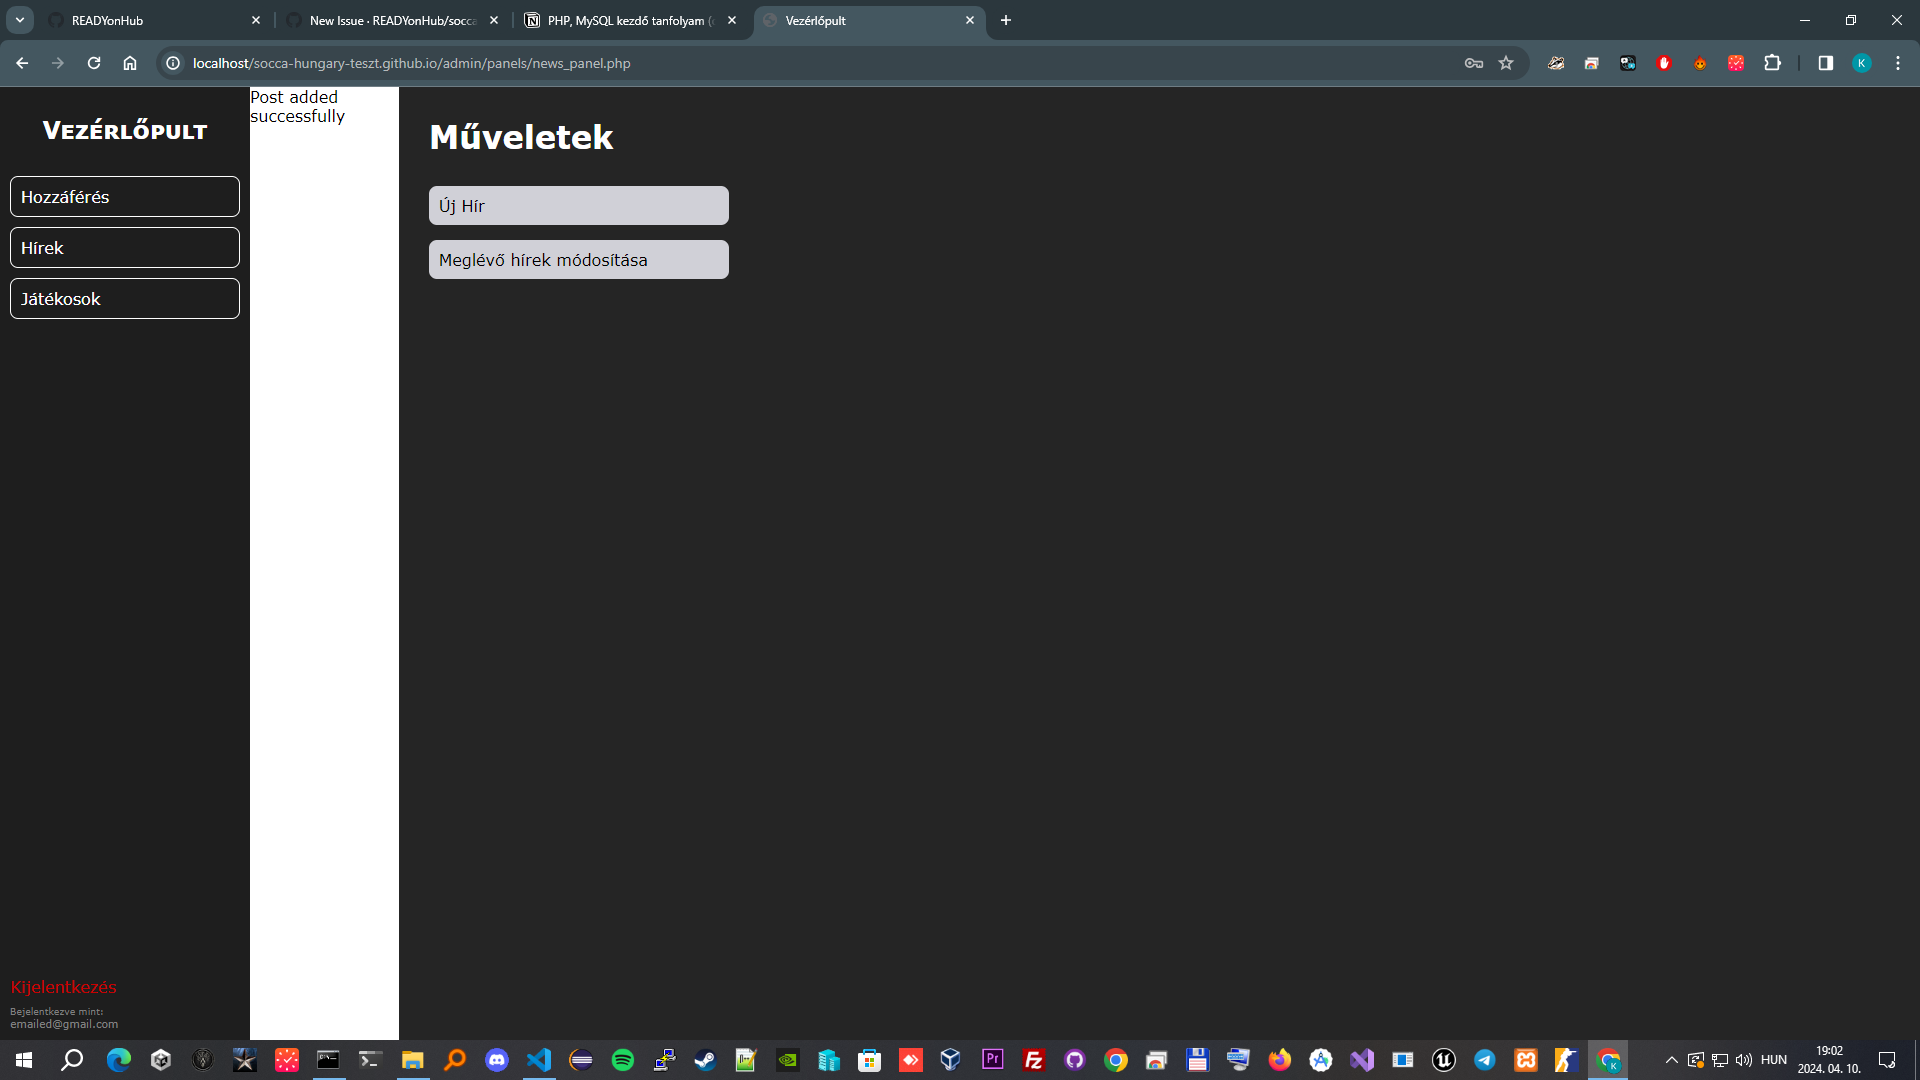 READYonHub
New Issue · READYonHub/socca
PHP, MySQL kezdő tanfolyam (
Vezérlőpult
localhost/socca-hungary-teszt.github.io/admin/panels/news_panel.php
K
Vezérlőpult
Hozzáférés
Hírek
Játékosok
Kijelentkezés
Bejelentkezve mint:
emailed@gmail.com
Post added
successfully
Műveletek
Új Hír
Meglévő hírek módosítása
Pr
HUN
19:02
2024. 04. 10.